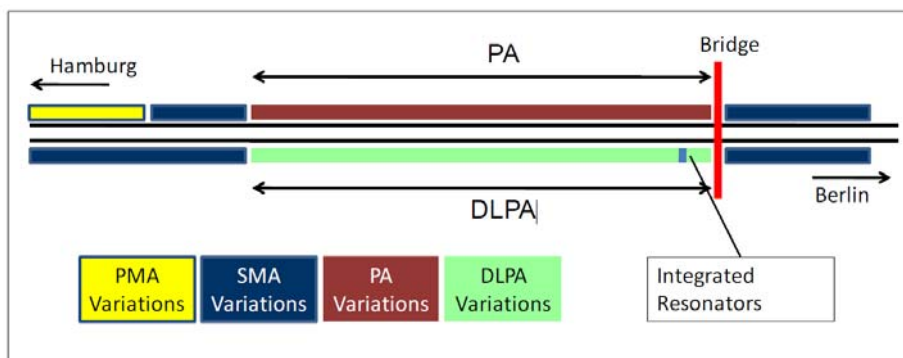 PA
Bridge
Hamburg
Berlin
DLPA
PMA
Variations
SMA
Variations
PA
Variations
DLPA
Variations
Integrated
Resonators